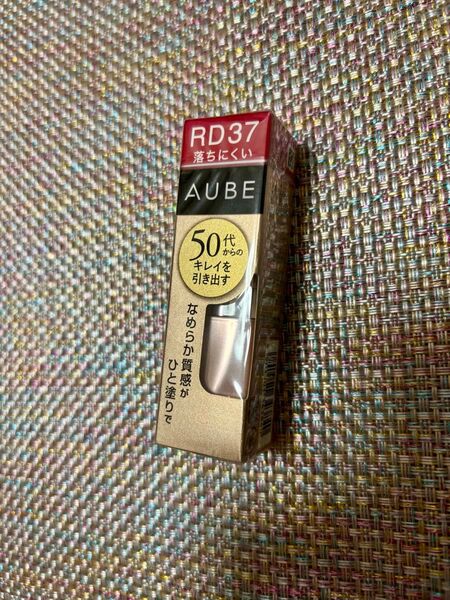 RD37
落ちにくい
AUBE
50代
からの
キレイを
引き出す
なめらか質感が
ひと塗りで